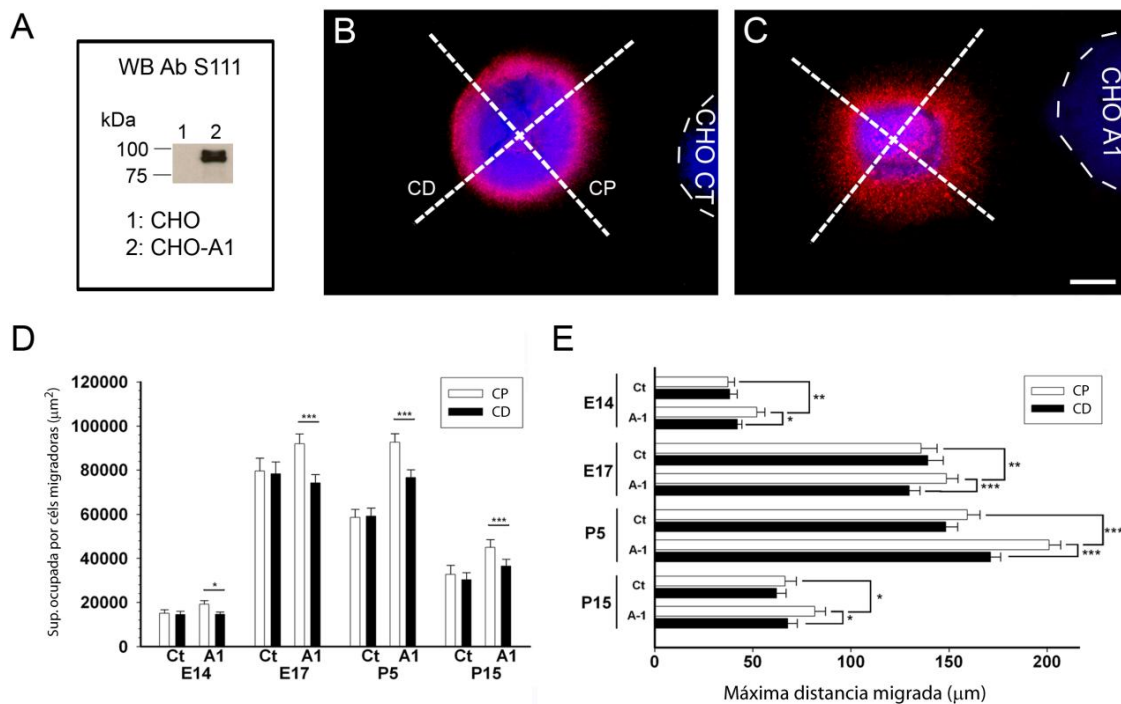 A
WB Ab S111
kDa
1 2
100
75
1: CHO
2: CHO-A1
B
CD
CP
CHO CT
C
CHO A1
D
Sup. ocupada por céls migradoras (µm²)
120000
100000
80000
60000
40000
20000
0
CP
CD
*
***
***
***
Ct A1 Ct A1 Ct A1 Ct A1
E14 E17 P5 P15
E
CP
CD
E14
Ct
A-1
**
*
E17
Ct
A-1
**
***
P5
Ct
A-1
***
***
P15
Ct
A-1
*
*
0 50 100 150 200
Máxima distancia migrada (µm)